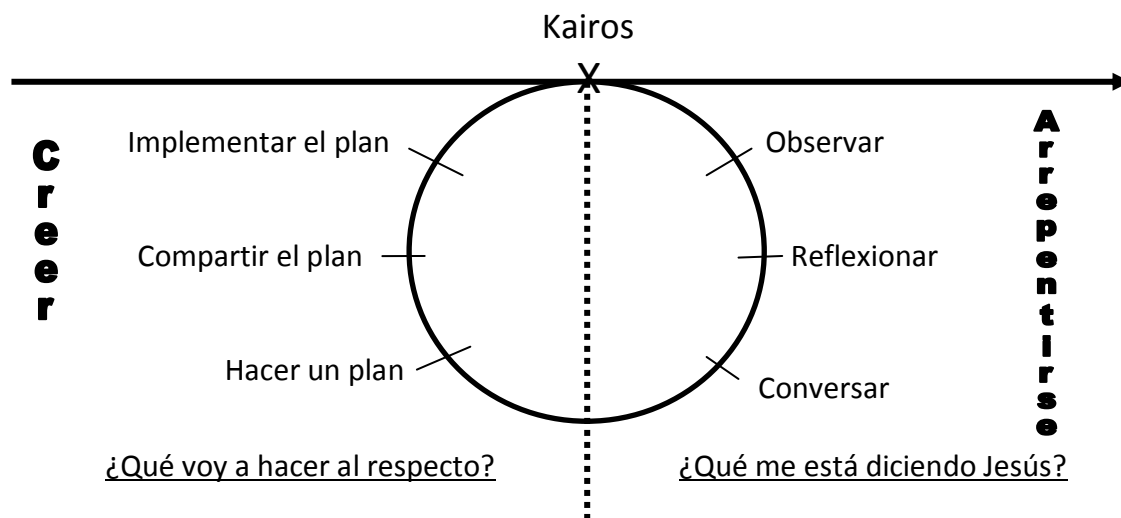 Kairos
X
Implementar el plan
Observar
Creer
Arrepentirse
Compartir el plan
Reflexionar
Hacer un plan
Conversar
¿Qué voy a hacer al respecto?
¿Qué me está diciendo Jesús?